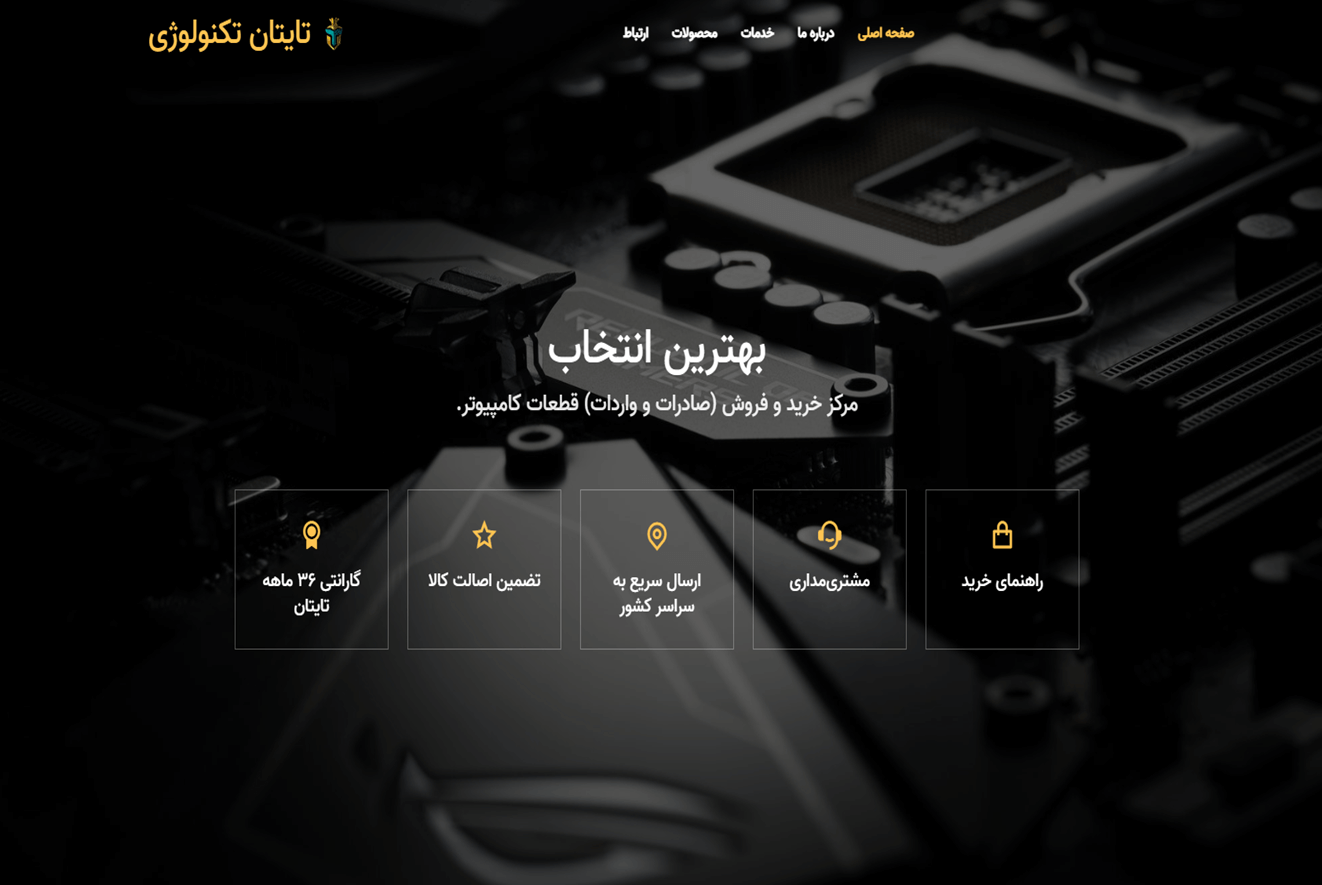 تایتان تکنولوژی
صفحه اصلی
درباره ما
خدمات
محصولات
ارتباط
بهترین انتخاب
مرکز خرید و فروش (صادرات و واردات) قطعات کامپیوتر.
راهنمای خرید
مشتری‌مداری
ارسال سریع به
سراسر کشور
تضمین اصالت کالا
گارانتی ۳۶ ماهه
تایتان